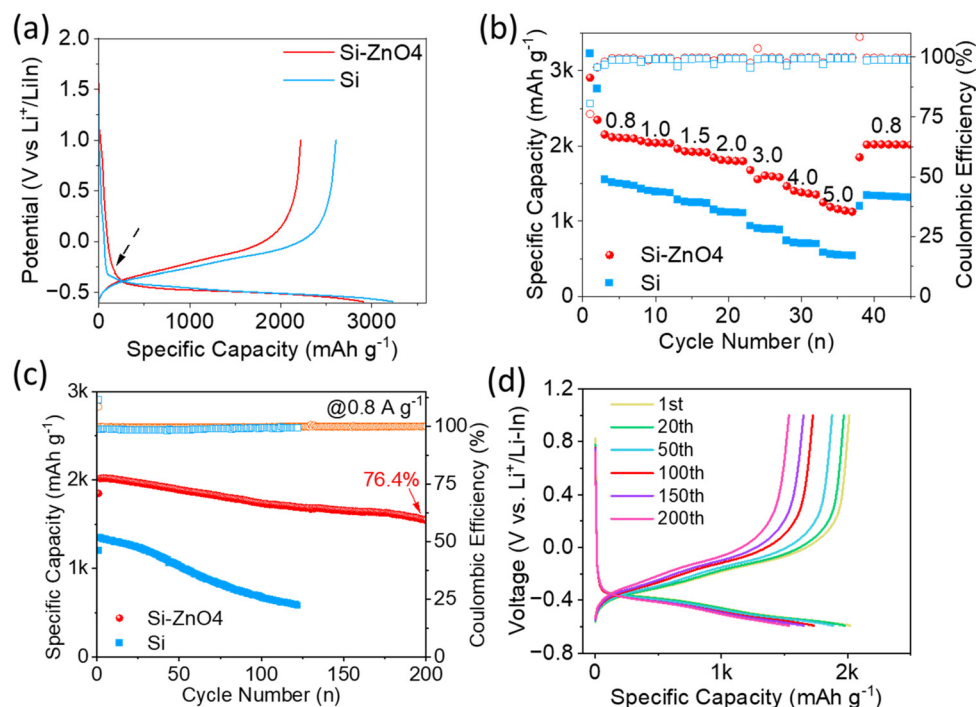 (a)
2.0
1.5
1.0
0.5
0.0
−0.5
Potential (V vs Li⁺/LiIn)
Si-ZnO4
Si
0
1000
2000
3000
Specific Capacity (mAh g⁻¹)
(b)
3k
2k
1k
0
Specific Capacity (mAh g⁻¹)
0.8
1.0
1.5
2.0
3.0
4.0
5.0
0.8
Si-ZnO4
Si
100
75
50
25
0
Coulombic Efficiency (%)
0
10
20
30
40
Cycle Number (n)
(c)
3k
2k
1k
0
Specific Capacity (mAh g⁻¹)
@0.8 A g⁻¹
76.4%
Si-ZnO4
Si
100
75
50
25
0
Coulombic Efficiency (%)
0
50
100
150
200
Cycle Number (n)
(d)
1.2
0.8
0.4
0.0
−0.4
−0.8
Voltage (V vs. Li⁺/Li-In)
1st
20th
50th
100th
150th
200th
0
1k
2k
Specific Capacity (mAh g⁻¹)